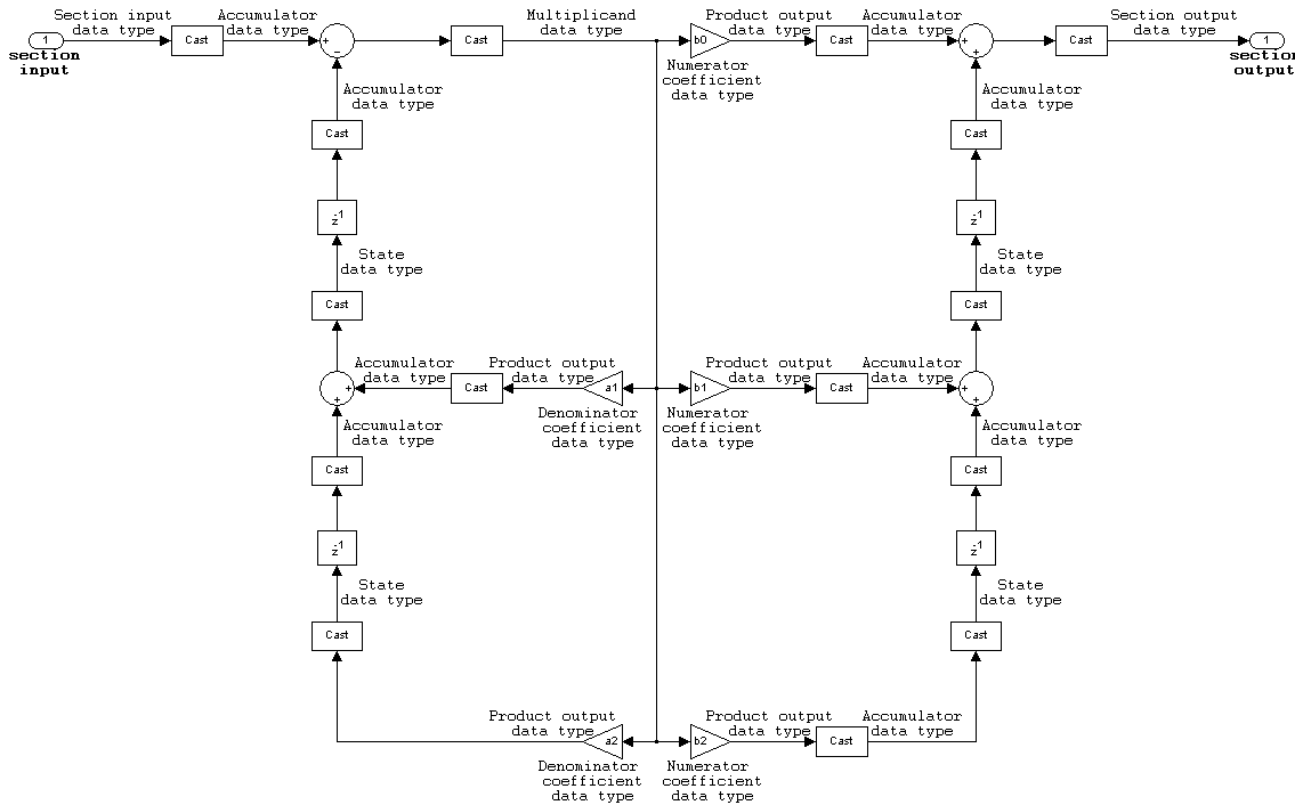 Section input
data type
Accumulator
data type
Multiplicand
data type
Product output
data type
Accumulator
data type
Section output
data type
1
section
input
Cast
+
−
Cast
b0
Cast
+
+
Cast
1
section
output
Numerator
coefficient
data type
Accumulator
data type
Accumulator
data type
Cast
Cast
z-1
z-1
State
data type
State
data type
Cast
Cast
Accumulator
data type
Product output
data type
Product output
data type
Accumulator
data type
+
+
Cast
a1
b1
Cast
+
+
Denominator
coefficient
data type
Numerator
coefficient
data type
Accumulator
data type
Accumulator
data type
Cast
Cast
z-1
z-1
State
data type
State
data type
Cast
Cast
Product output
data type
Product output
data type
Accumulator
data type
a2
b2
Cast
Denominator
coefficient
data type
Numerator
coefficient
data type